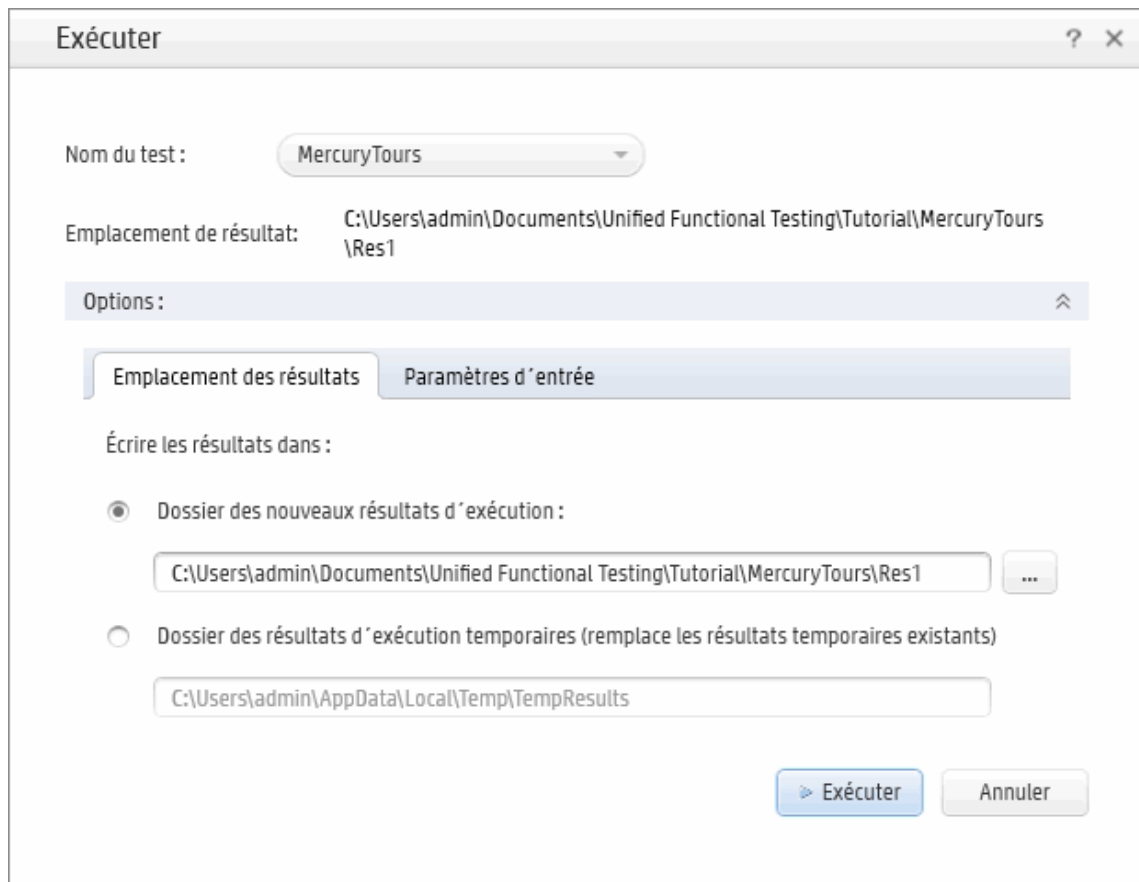 Exécuter
?
Nom du test :
MercuryTours
Emplacement de résultat:
C:\Users\admin\Documents\Unified Functional Testing\Tutorial\MercuryTours
\Res1
Options :
Emplacement des résultats
Paramètres d´entrée
Écrire les résultats dans :
Dossier des nouveaux résultats d´exécution :
C:\Users\admin\Documents\Unified Functional Testing\Tutorial\MercuryTours\Res1
...
Dossier des résultats d´exécution temporaires (remplace les résultats temporaires existants)
C:\Users\admin\AppData\Local\Temp\TempResults
Exécuter
Annuler